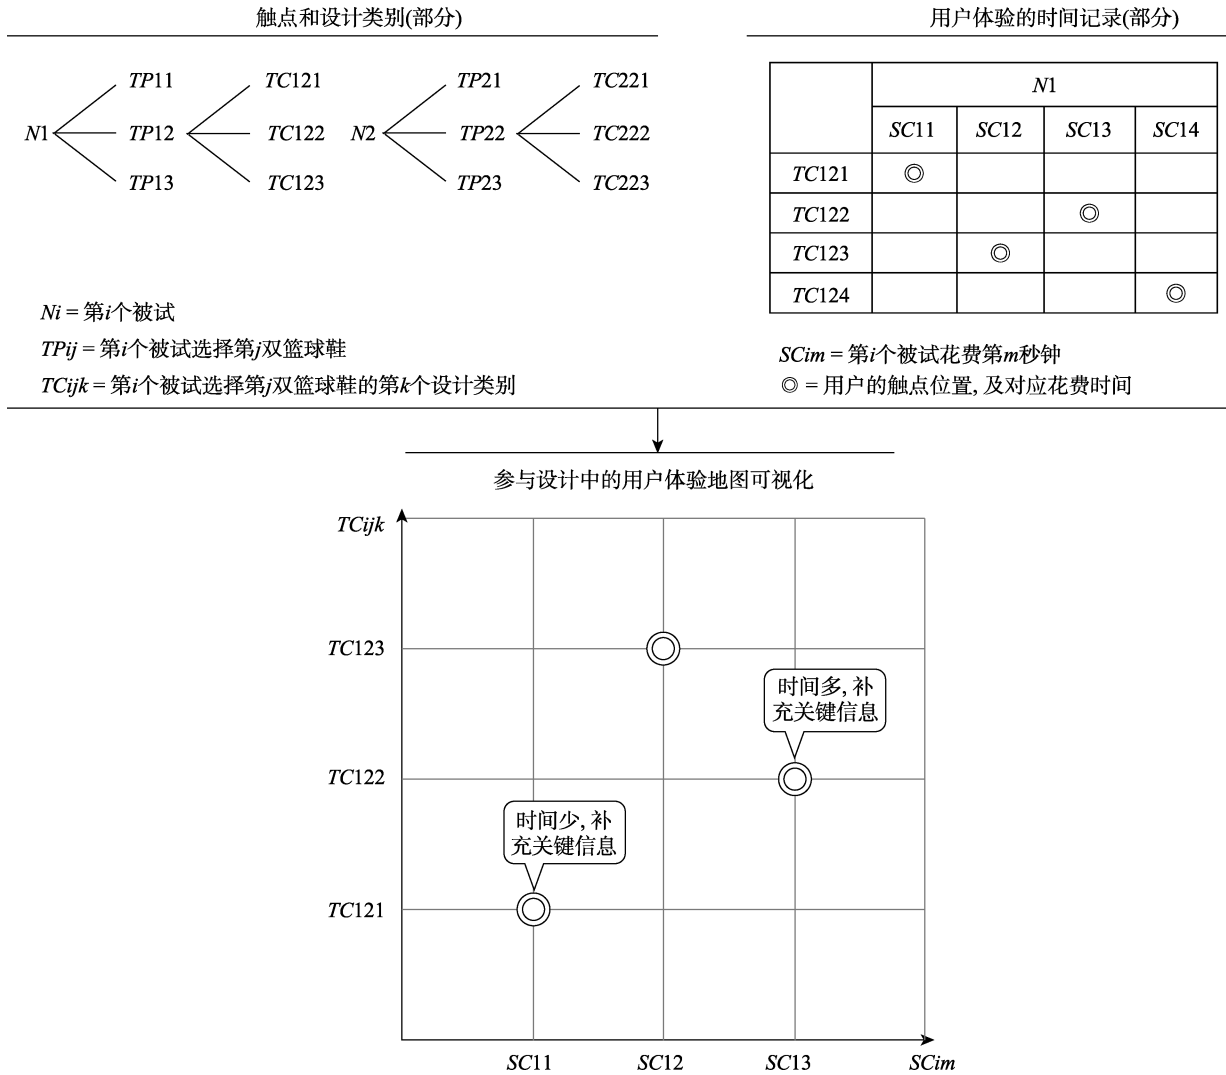 触点和设计类别(部分)
N1
TP11
TP12
TP13
TC121
TC122
TC123
N2
TP21
TP22
TP23
TC221
TC222
TC223
Ni = 第i个被试
TPij = 第i个被试选择第j双篮球鞋
TCijk = 第i个被试选择第j双篮球鞋的第k个设计类别
用户体验的时间记录(部分)
N1
SC11 SC12 SC13 SC14
TC121 ◎
TC122 ◎
TC123 ◎
TC124 ◎
SCim = 第i个被试花费第m秒钟
◎ = 用户的触点位置, 及对应花费时间
参与设计中的用户体验地图可视化
TCijk
TC123
时间多, 补
充关键信息
TC122
时间少, 补
充关键信息
TC121
SC11 SC12 SC13 SCim